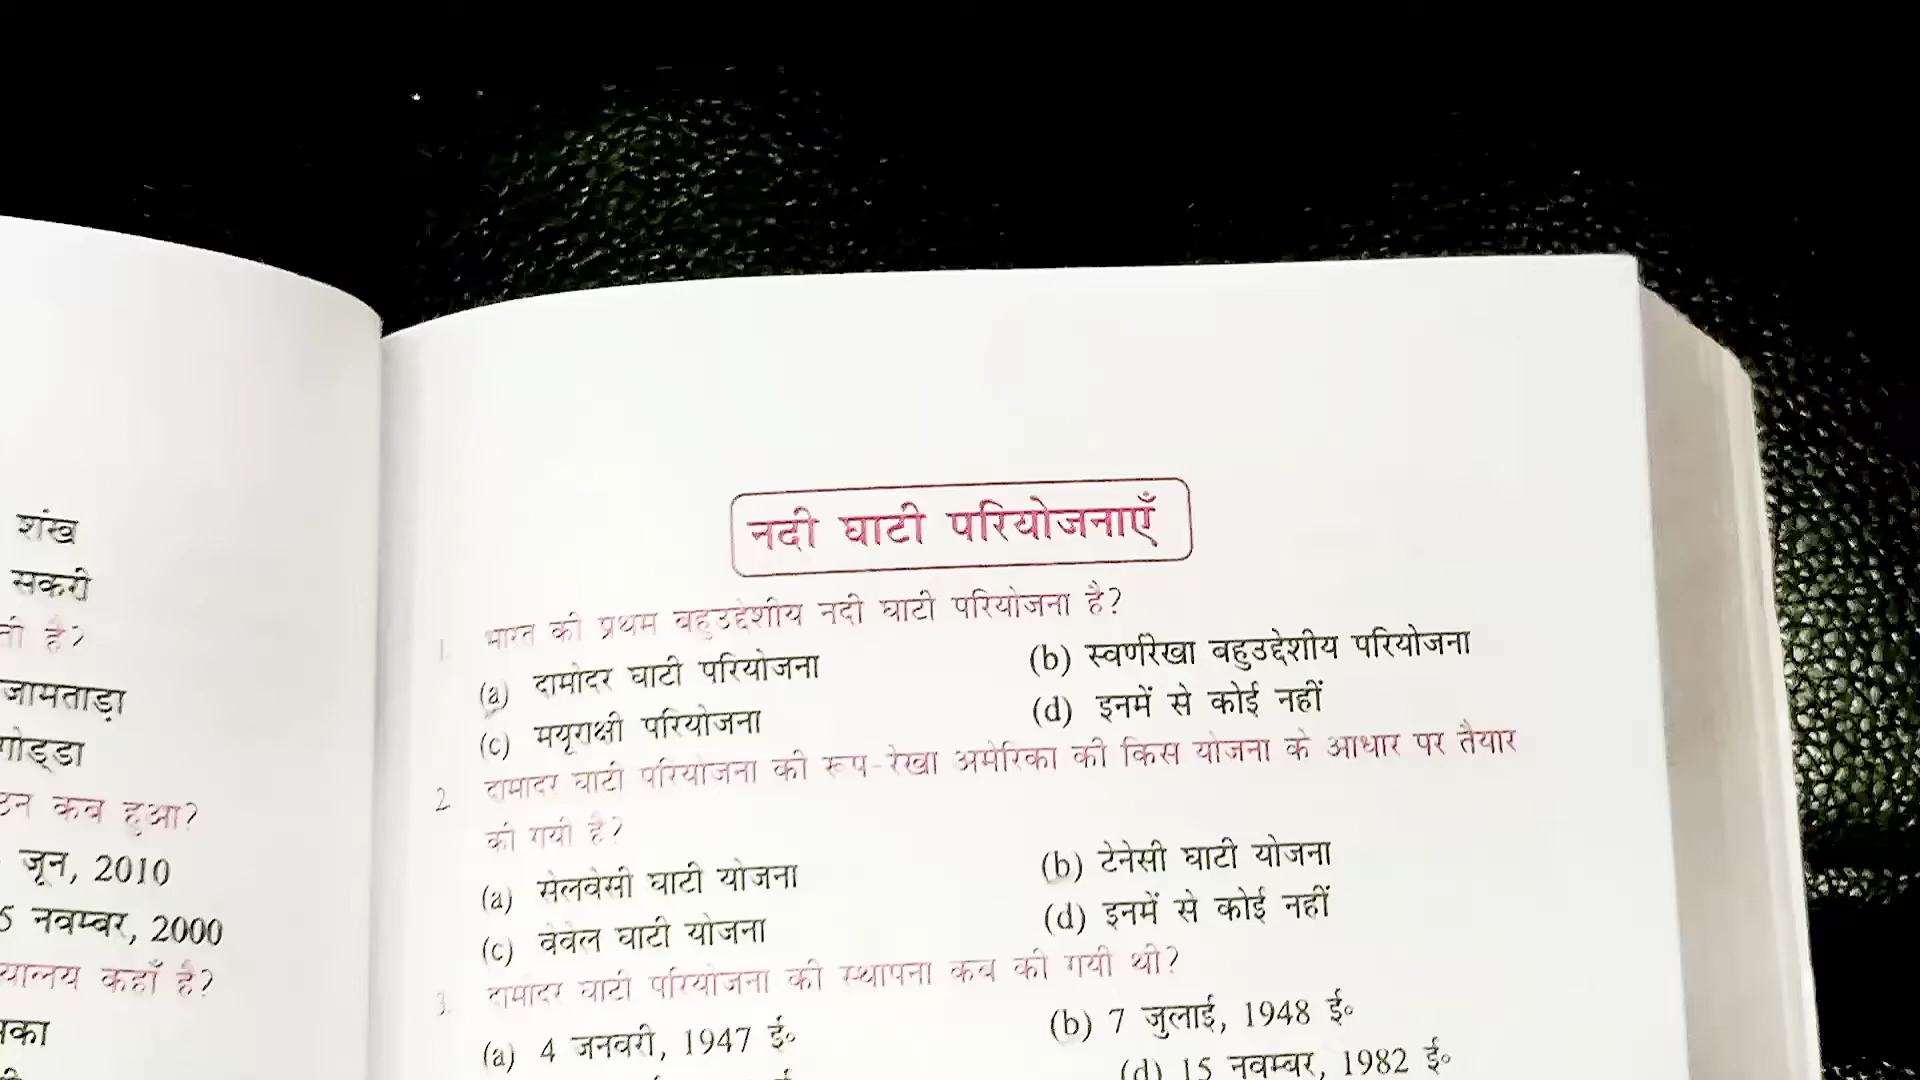 शंख
सकरी
ती है?
जामताड़ा
गोड्डा
टन कब हुआ?
जून, 2010
5 नवम्बर, 2000
यालय कहाँ है?
मका
नदी घाटी परियोजनाएँ
1. भारत की प्रथम बहुउद्देशीय नदी घाटी परियोजना है?
(a) दामोदर घाटी परियोजना (b) स्वर्णरेखा बहुउद्देशीय परियोजना
(c) मयूराक्षी परियोजना (d) इनमें से कोई नहीं
2 दामोदर घाटी परियोजना की रूप-रेखा अमेरिका की किस योजना के आधार पर तैयार
की गयी है?
(a) सेलवेसी घाटी योजना (b) टेनेसी घाटी योजना
(c) वेवेल घाटी योजना (d) इनमें से कोई नहीं
3. दामोदर घाटी परियोजना की स्थापना कब की गयी थी?
(a) 4 जनवरी, 1947 ई० (b) 7 जुलाई, 1948 ई०
(d) 15 नवम्बर, 1982 ई०